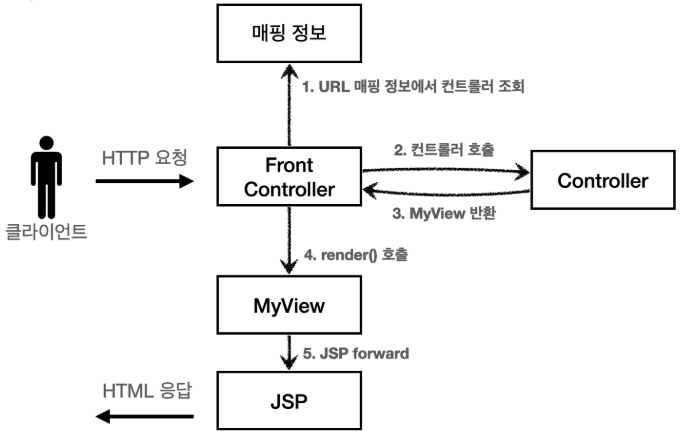 매핑 정보
1. URL 매핑 정보에서 컨트롤러 조회
HTTP 요청
Front
Controller
2. 컨트롤러 호출
Controller
3. MyView 반환
클라이언트
4. render() 호출
MyView
5. JSP forward
HTML 응답
JSP